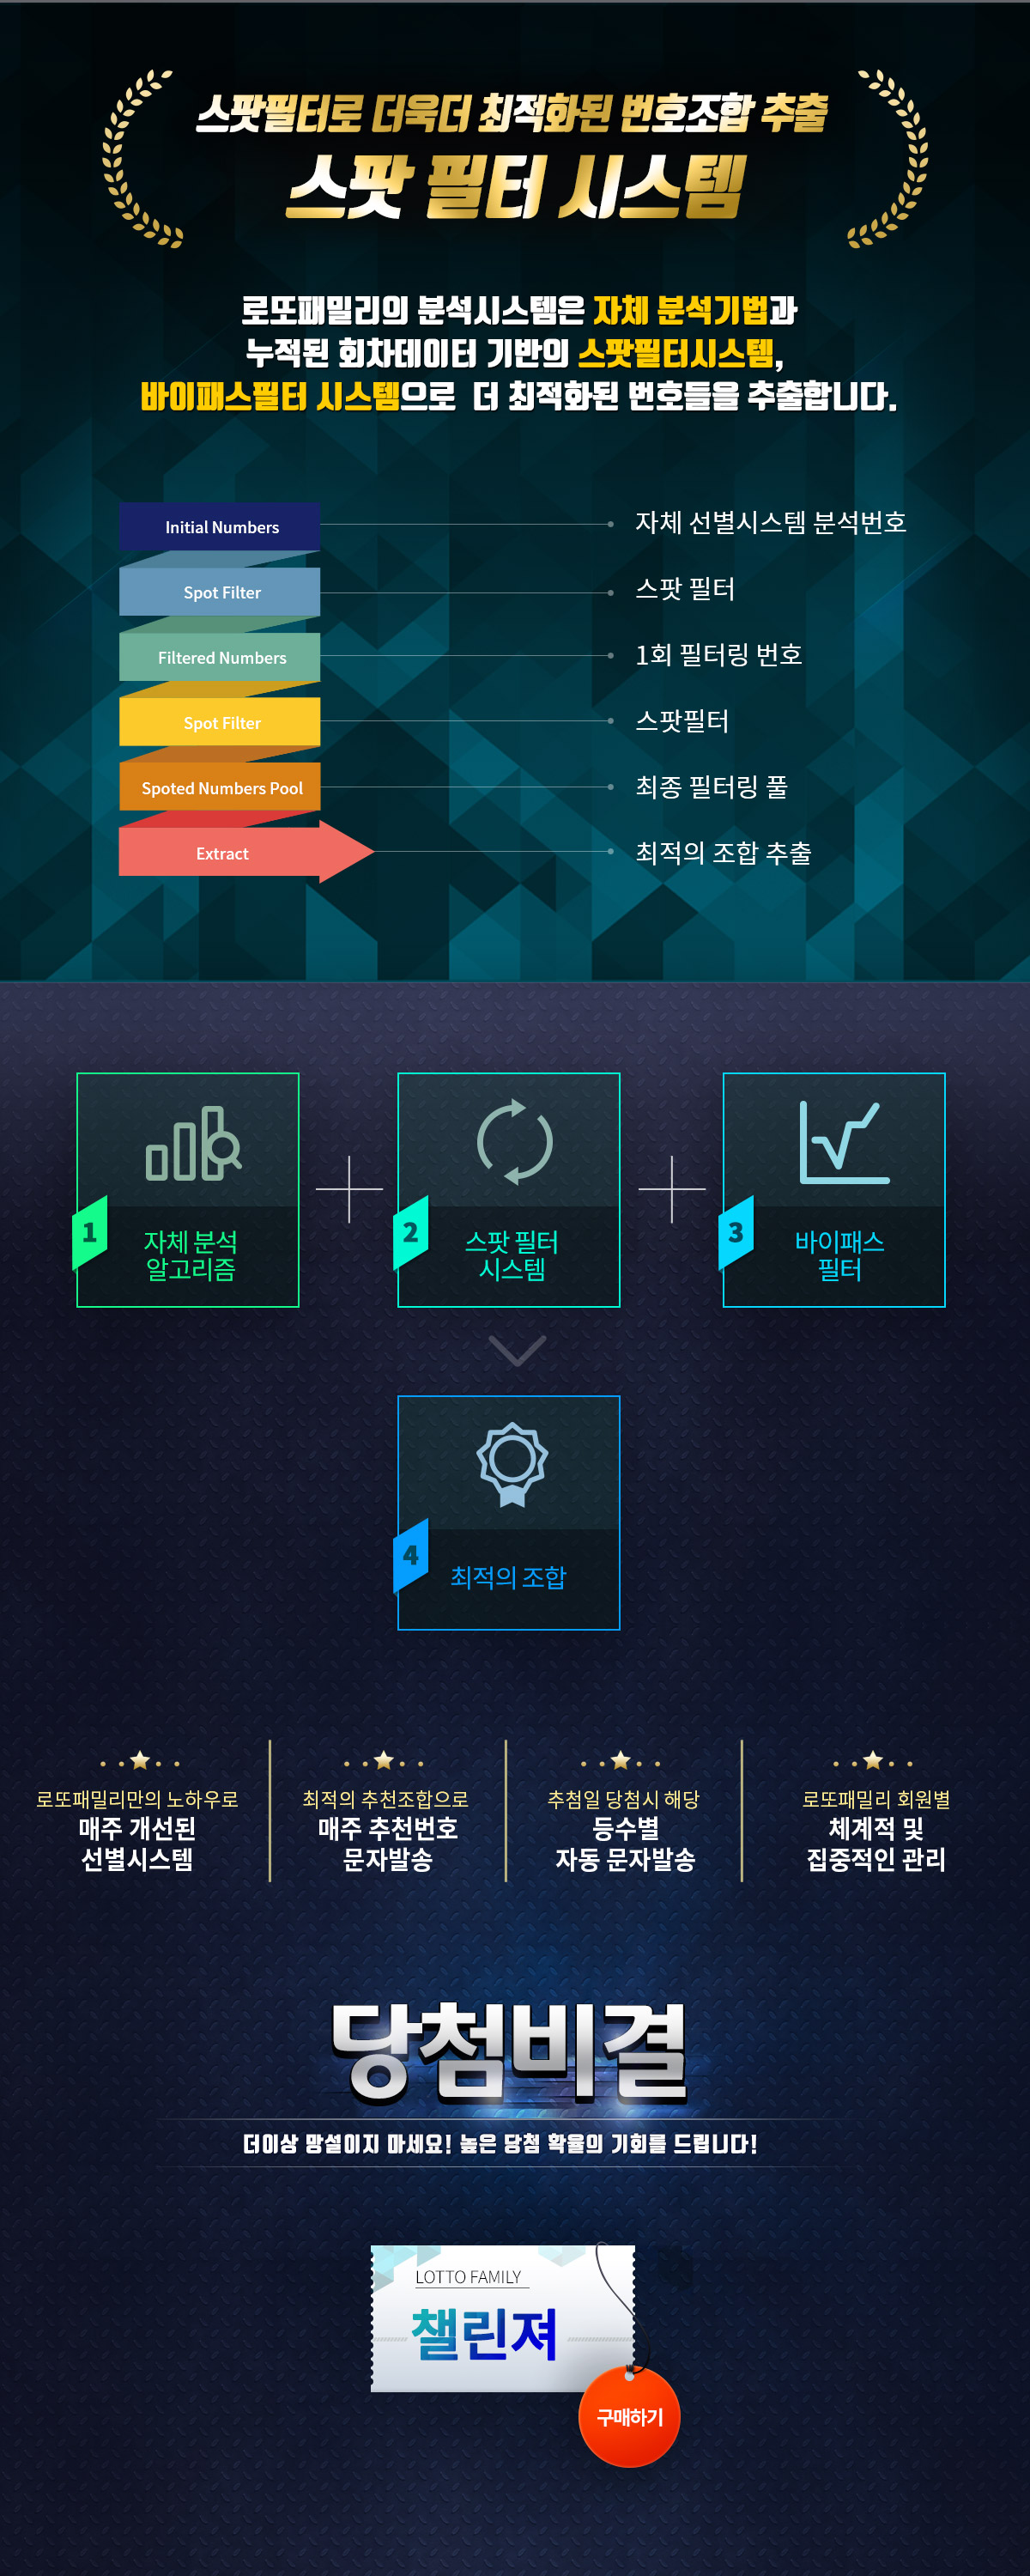 스팟필터로 더욱더 최적화된 번호조합 추출
스팟 필터 시스템
로또패밀리의 분석시스템은 자체 분석기법과
누적된 회차데이터 기반의 스팟필터시스템,
바이패스필터 시스템으로 더 최적화된 번호들을 추출합니다.
Initial Numbers
자체 선별시스템 분석번호
Spot Filter
스팟 필터
Filtered Numbers
1회 필터링 번호
Spot Filter
스팟필터
Spoted Numbers Pool
최종 필터링 풀
Extract
최적의 조합 추출
1
자체 분석
알고리즘
2
스팟 필터
시스템
3
바이패스
필터
4
최적의 조합
로또패밀리만의 노하우로
매주 개선된
선별시스템
최적의 추천조합으로
매주 추천번호
문자발송
추첨일 당첨시 해당
등수별
자동 문자발송
로또패밀리 회원별
체계적 및
집중적인 관리
당첨비결
더이상 망설이지 마세요! 높은 당첨 확율의 기회를 드립니다!
LOTTO FAMILY
챌린져
구매하기